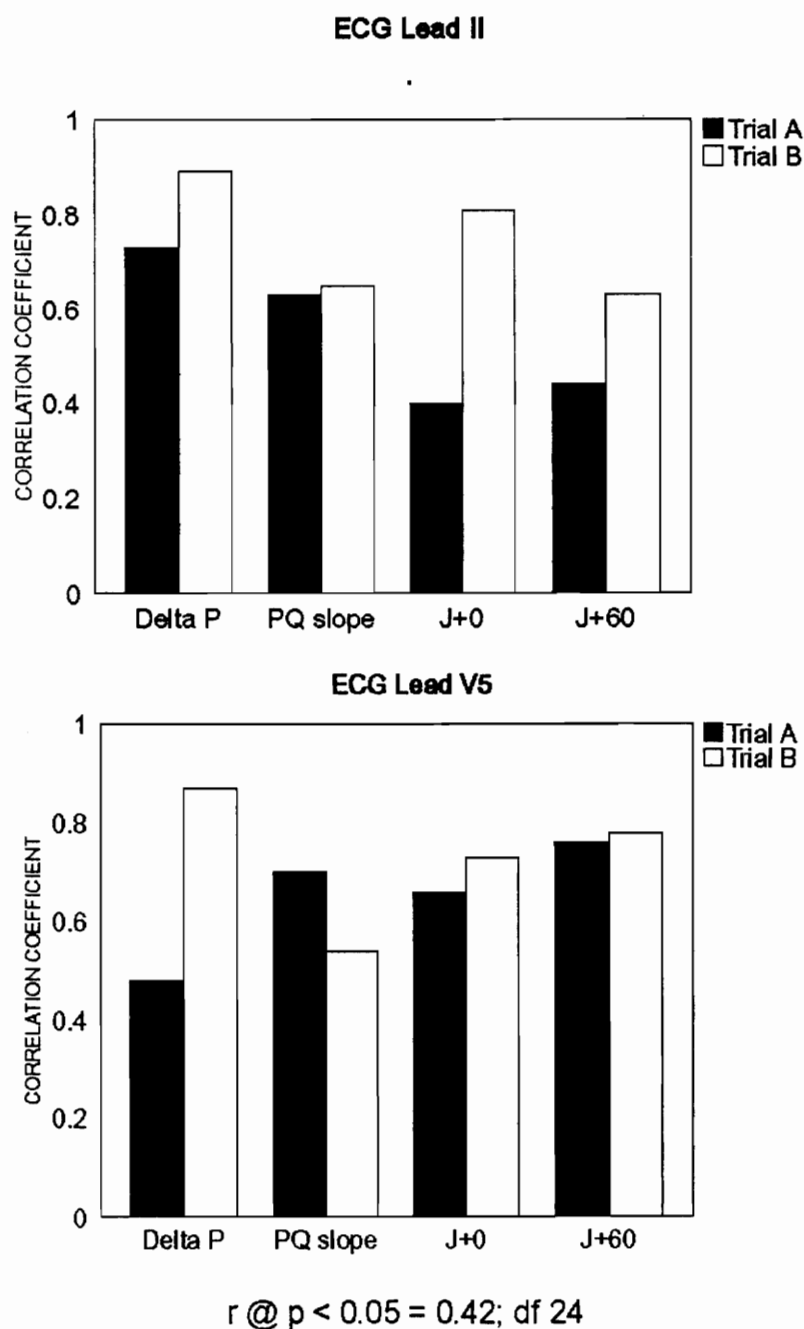 ECG Lead II
1
0.8
0.6
0.4
0.2
0
CORRELATION COEFFICIENT
Trial A
Trial B
Delta P PQ slope J+0 J+60
ECG Lead V5
1
0.8
0.6
0.4
0.2
0
CORRELATION COEFFICIENT
Trial A
Trial B
Delta P PQ slope J+0 J+60
r @ p < 0.05 = 0.42; df 24